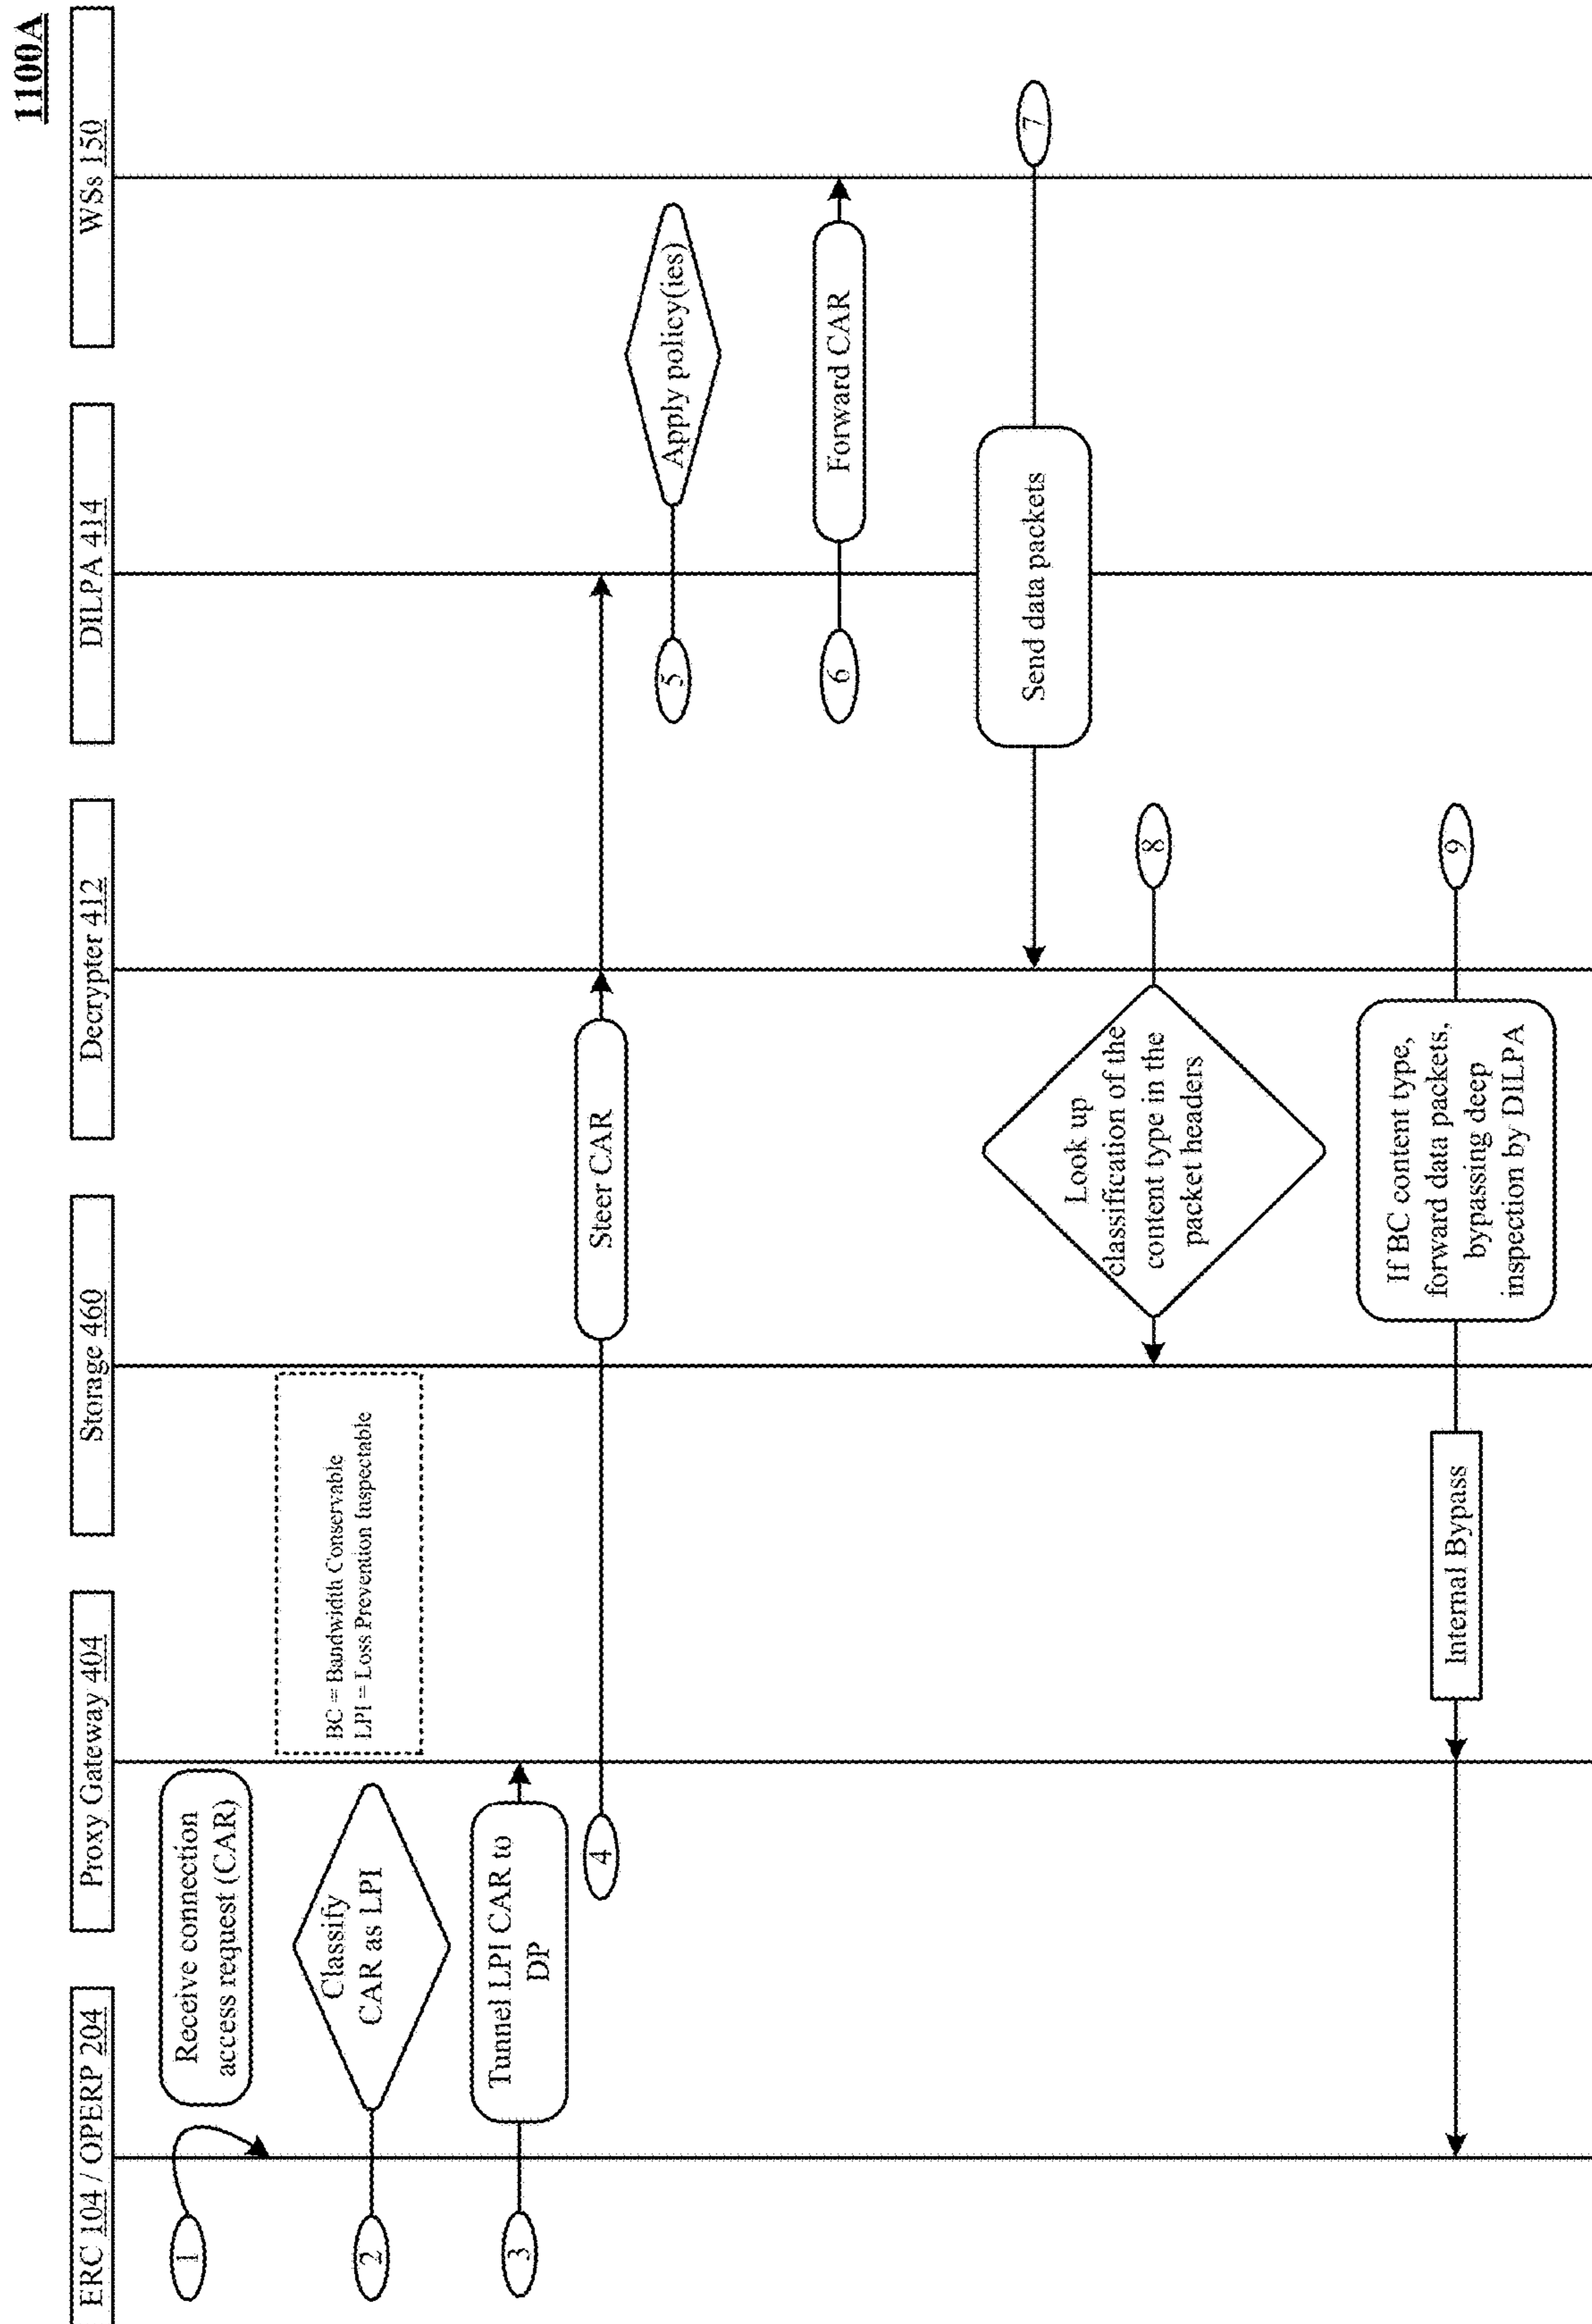 1100A
ERC 104 / OPERP 204
Proxy Gateway 404
Storage 460
Decrypter 412
DILPA 414
WSs 150
1
Receive connection
access request (CAR)
2
Classify
CAR as LPI
BC = Bandwidth Conservable
LPI = Loss Prevention Inspectable
3
Tunnel LPI CAR to
DP
4
Steer CAR
5
Apply policy(ies)
6
Forward CAR
7
Send data packets
8
Look up
classification of the
content type in the
packet headers
9
If BC content type,
forward data packets,
bypassing deep
inspection by DILPA
Internal Bypass